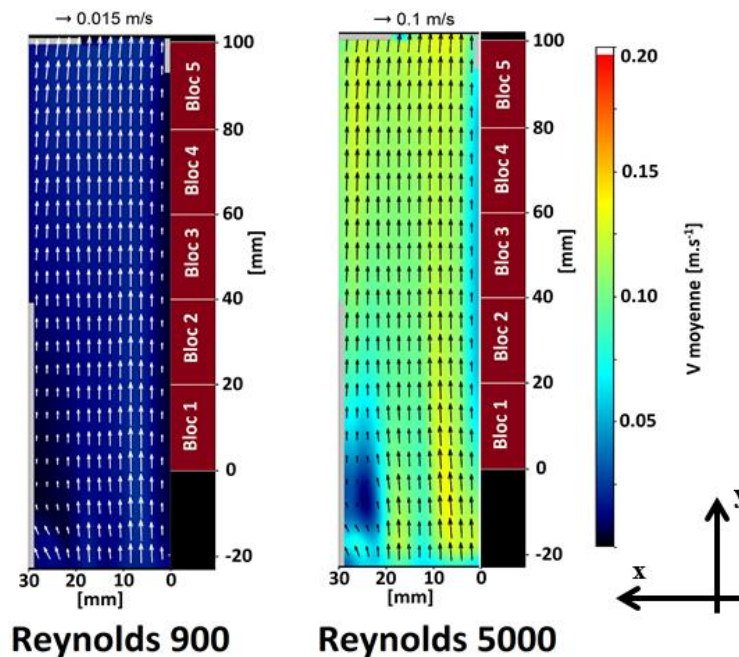 → 0.015 m/s
→ 0.1 m/s
100
80
60
40
20
0
-20
[mm]
Bloc 5
Bloc 4
Bloc 3
Bloc 2
Bloc 1
30 20 10 0
[mm]
Reynolds 900
100
80
60
40
20
0
-20
[mm]
Bloc 5
Bloc 4
Bloc 3
Bloc 2
Bloc 1
30 20 10 0
[mm]
Reynolds 5000
0.20
0.15
0.10
0.05
V moyenne [m.s⁻¹]
y
x